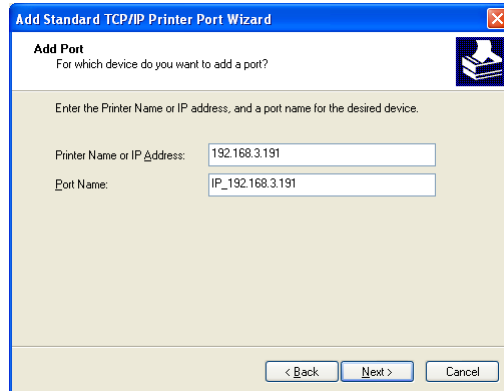 Add Standard TCP/IP Printer Port Wizard
Add Port
For which device do you want to add a port?
Enter the Printer Name or IP address, and a port name for the desired device.
Printer Name or IP Address: 192.168.3.191
Port Name: IP_192.168.3.191
< Back Next > Cancel